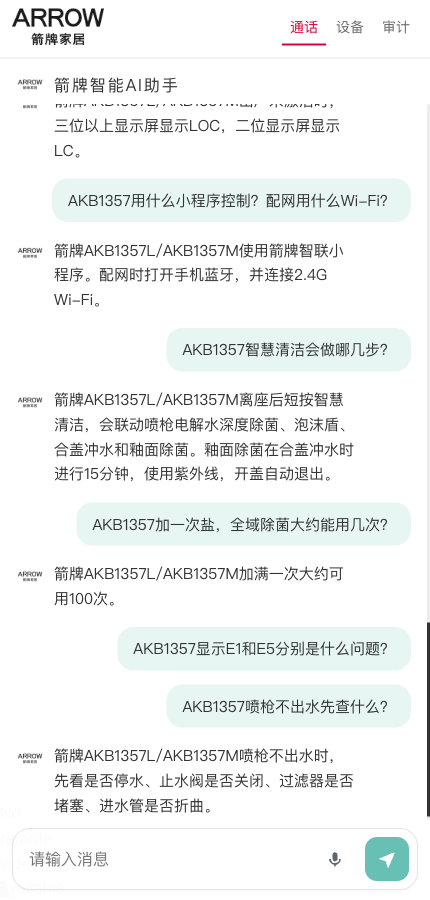 ARROW
箭牌家居
通话 设备 审计
箭牌智能AI助手
三位以上显示屏显示LOC，二位显示屏显示
LC。
AKB1357用什么小程序控制？配网用什么Wi-Fi？
箭牌AKB1357L/AKB1357M使用箭牌智联小
程序。配网时打开手机蓝牙，并连接2.4G
Wi-Fi。
AKB1357智慧清洁会做哪几步？
箭牌AKB1357L/AKB1357M离座后短按智慧
清洁，会联动喷枪电解水深度除菌、泡沫盾、
合盖冲水和釉面除菌。釉面除菌在合盖冲水时
进行15分钟，使用紫外线，开盖自动退出。
AKB1357加一次盐，全域除菌大约能用几次？
箭牌AKB1357L/AKB1357M加满一次大约可
用100次。
AKB1357显示E1和E5分别是什么问题？
AKB1357喷枪不出水先查什么？
箭牌AKB1357L/AKB1357M喷枪不出水时，
先看是否停水、止水阀是否关闭、过滤器是否
堵塞、进水管是否折曲。
请输入消息